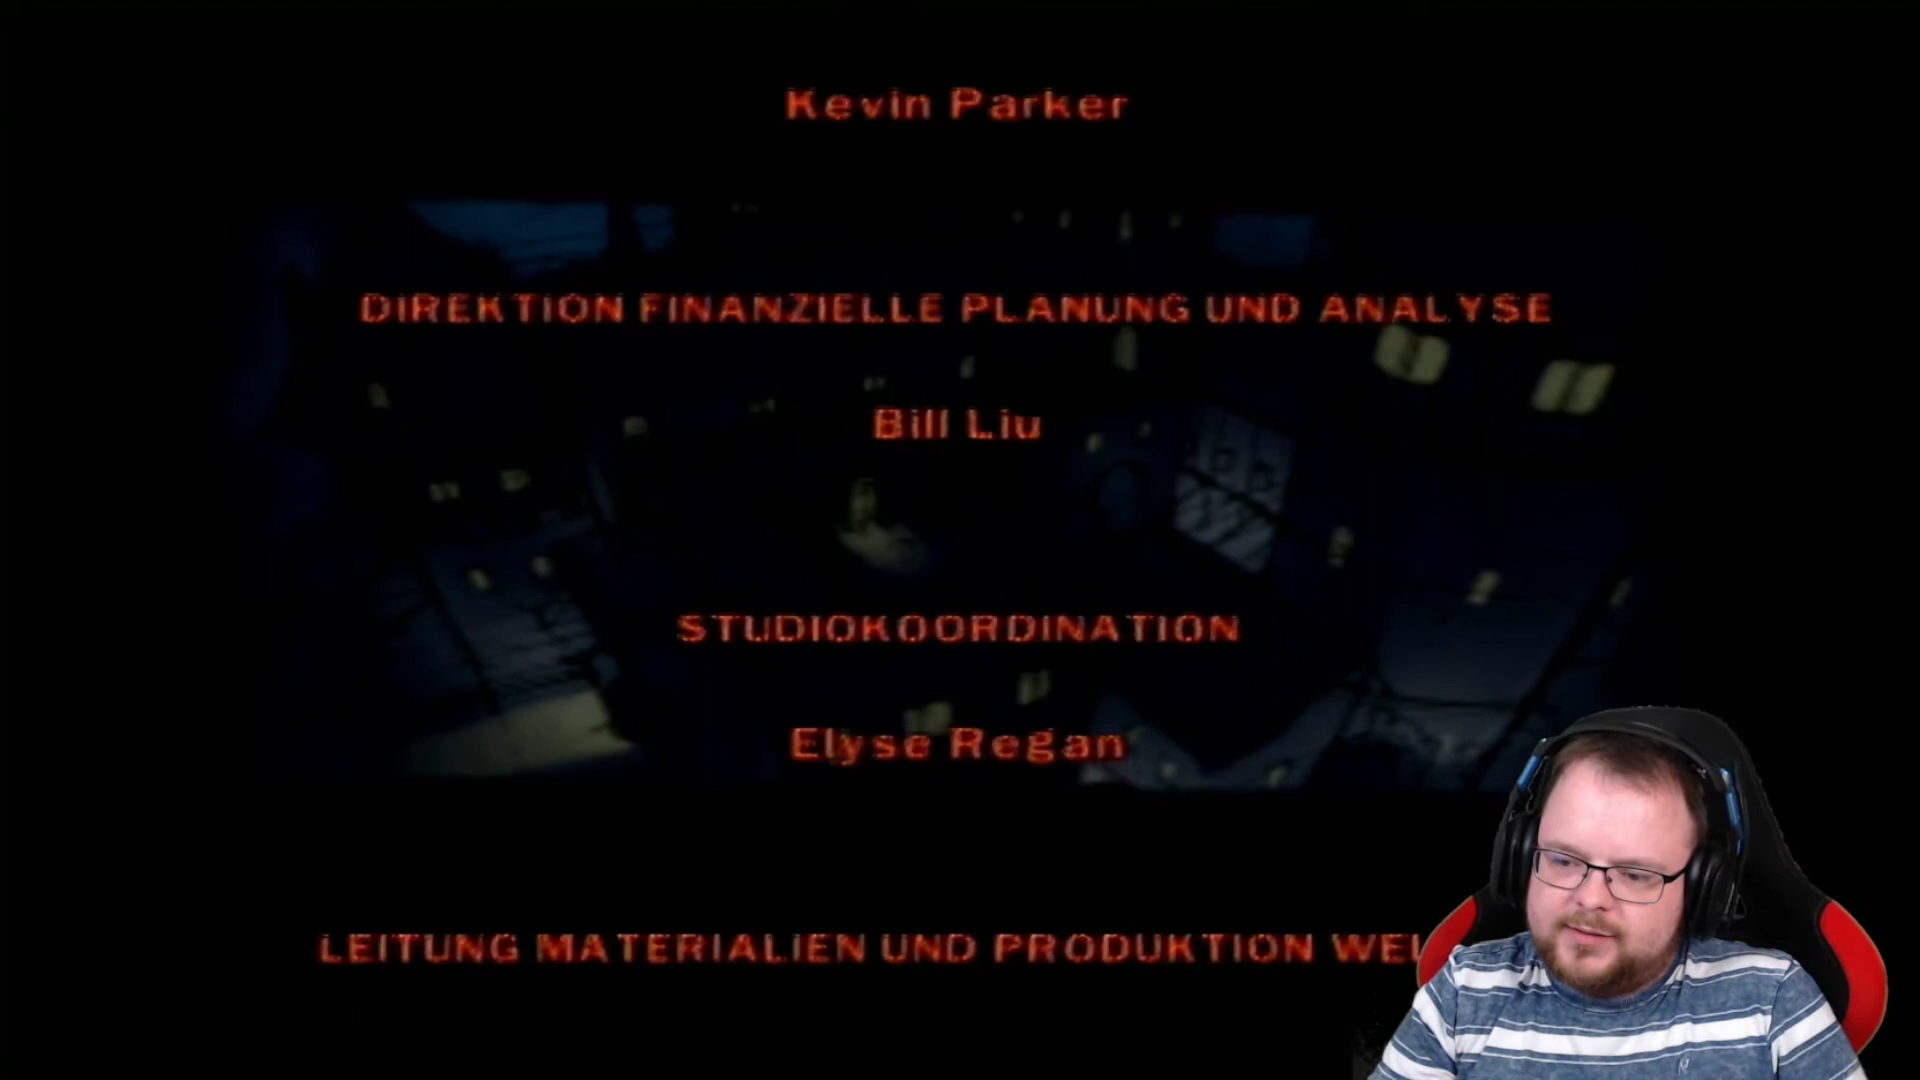 Kevin Parker
DIREKTION FINANZIELLE PLANUNG UND ANALYSE
Bill Liu
STUDIOKOORDINATION
Elyse Regan
LEITUNG MATERIALIEN UND PRODUKTION